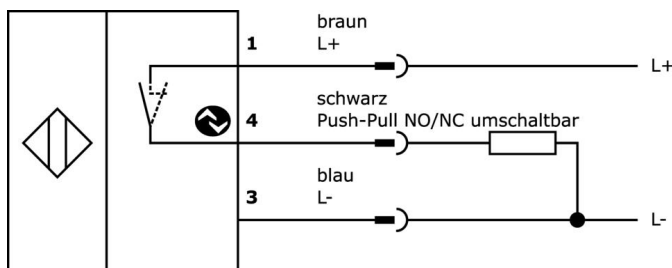 braun
1 L+
L+
schwarz
4 Push-Pull NO/NC umschaltbar
blau
3 L-
L-